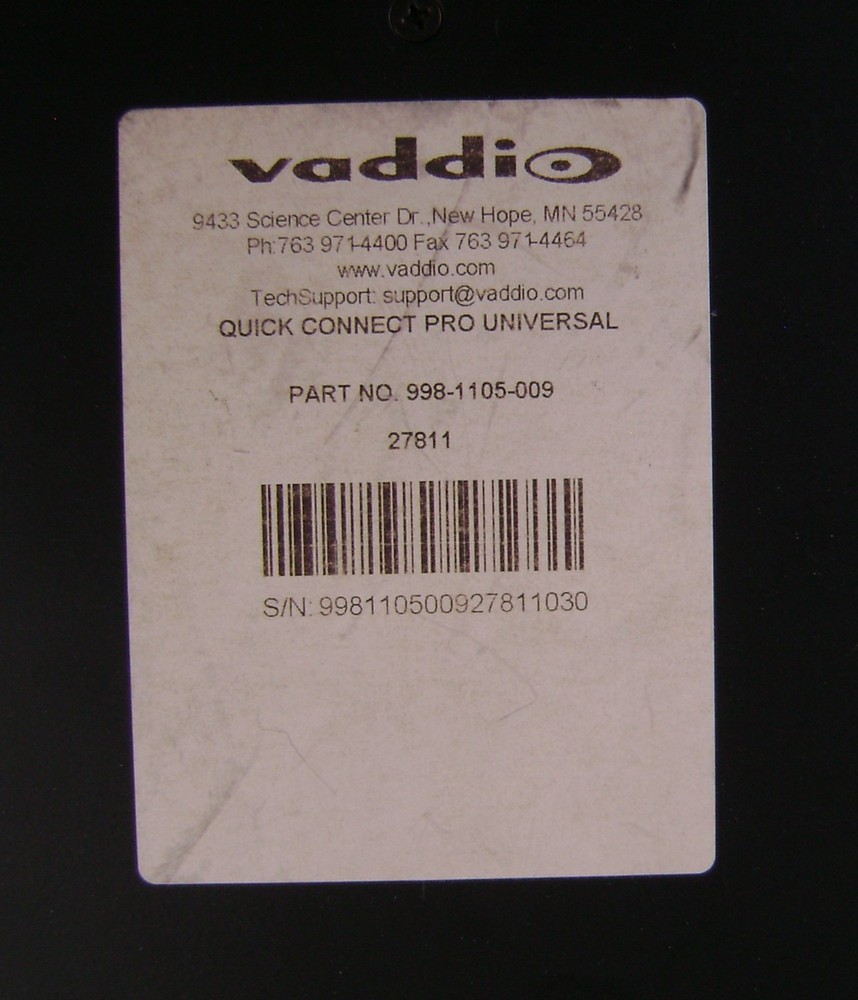 vaddio
9433 Science Center Dr.,New Hope, MN 55428
Ph:763 971-4400 Fax 763 971-4464
www.vaddio.com
TechSupport: support@vaddio.com
QUICK CONNECT PRO UNIVERSAL
PART NO. 998-1105-009
27811
S/N: 998110500927811030